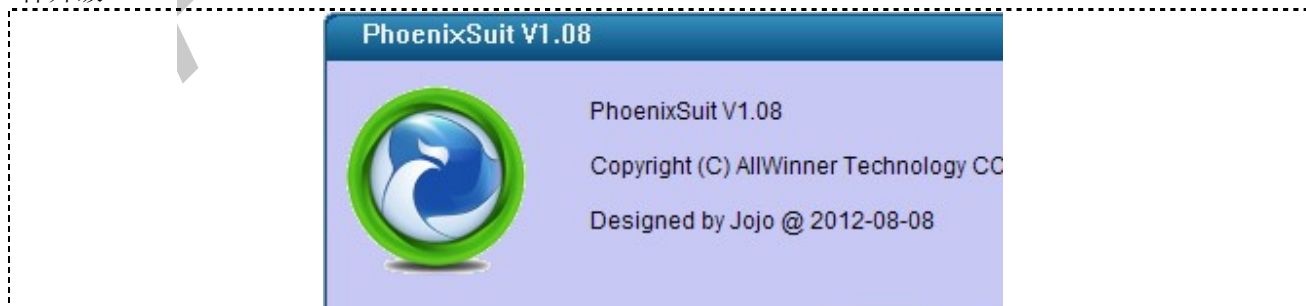 PhoenixSuit V1.08
PhoenixSuit V1.08
Copyright (C) AllWinner Technology CO
Designed by Jojo @ 2012-08-08